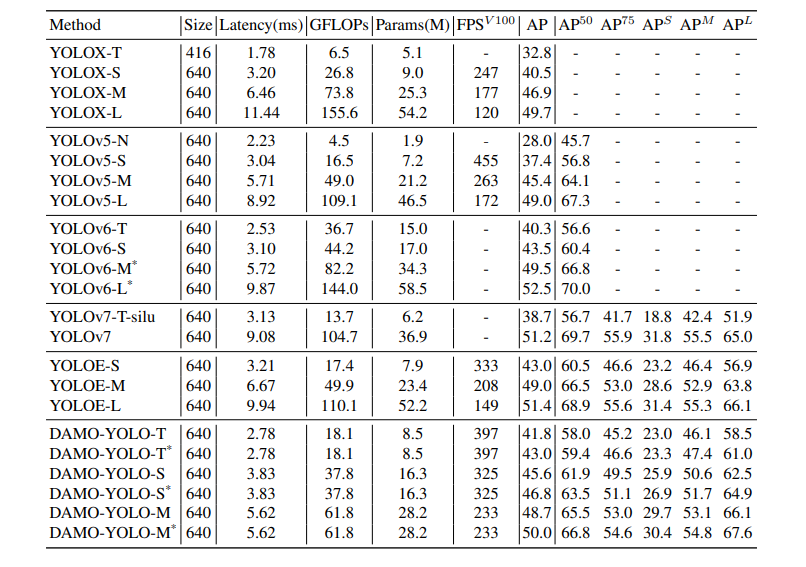 Method Size Latency(ms) GFLOPs Params(M) FPS^V100 AP AP^50 AP^75 AP^S AP^M AP^L
YOLOX-T 416 1.78 6.5 5.1 - 32.8 - - - - -
YOLOX-S 640 3.20 26.8 9.0 247 40.5 - - - - -
YOLOX-M 640 6.46 73.8 25.3 177 46.9 - - - - -
YOLOX-L 640 11.44 155.6 54.2 120 49.7 - - - - -
YOLOv5-N 640 2.23 4.5 1.9 - 28.0 45.7 - - - -
YOLOv5-S 640 3.04 16.5 7.2 455 37.4 56.8 - - - -
YOLOv5-M 640 5.71 49.0 21.2 263 45.4 64.1 - - - -
YOLOv5-L 640 8.92 109.1 46.5 172 49.0 67.3 - - - -
YOLOv6-T 640 2.53 36.7 15.0 - 40.3 56.6 - - - -
YOLOv6-S 640 3.10 44.2 17.0 - 43.5 60.4 - - - -
YOLOv6-M* 640 5.72 82.2 34.3 - 49.5 66.8 - - - -
YOLOv6-L* 640 9.87 144.0 58.5 - 52.5 70.0 - - - -
YOLOv7-T-silu 640 3.13 13.7 6.2 - 38.7 56.7 41.7 18.8 42.4 51.9
YOLOv7 640 9.08 104.7 36.9 - 51.2 69.7 55.9 31.8 55.5 65.0
YOLOE-S 640 3.21 17.4 7.9 333 43.0 60.5 46.6 23.2 46.4 56.9
YOLOE-M 640 6.67 49.9 23.4 208 49.0 66.5 53.0 28.6 52.9 63.8
YOLOE-L 640 9.94 110.1 52.2 149 51.4 68.9 55.6 31.4 55.3 66.1
DAMO-YOLO-T 640 2.78 18.1 8.5 397 41.8 58.0 45.2 23.0 46.1 58.5
DAMO-YOLO-T* 640 2.78 18.1 8.5 397 43.0 59.4 46.6 23.3 47.4 61.0
DAMO-YOLO-S 640 3.83 37.8 16.3 325 45.6 61.9 49.5 25.9 50.6 62.5
DAMO-YOLO-S* 640 3.83 37.8 16.3 325 46.8 63.5 51.1 26.9 51.7 64.9
DAMO-YOLO-M 640 5.62 61.8 28.2 233 48.7 65.5 53.0 29.7 53.1 66.1
DAMO-YOLO-M* 640 5.62 61.8 28.2 233 50.0 66.8 54.6 30.4 54.8 67.6